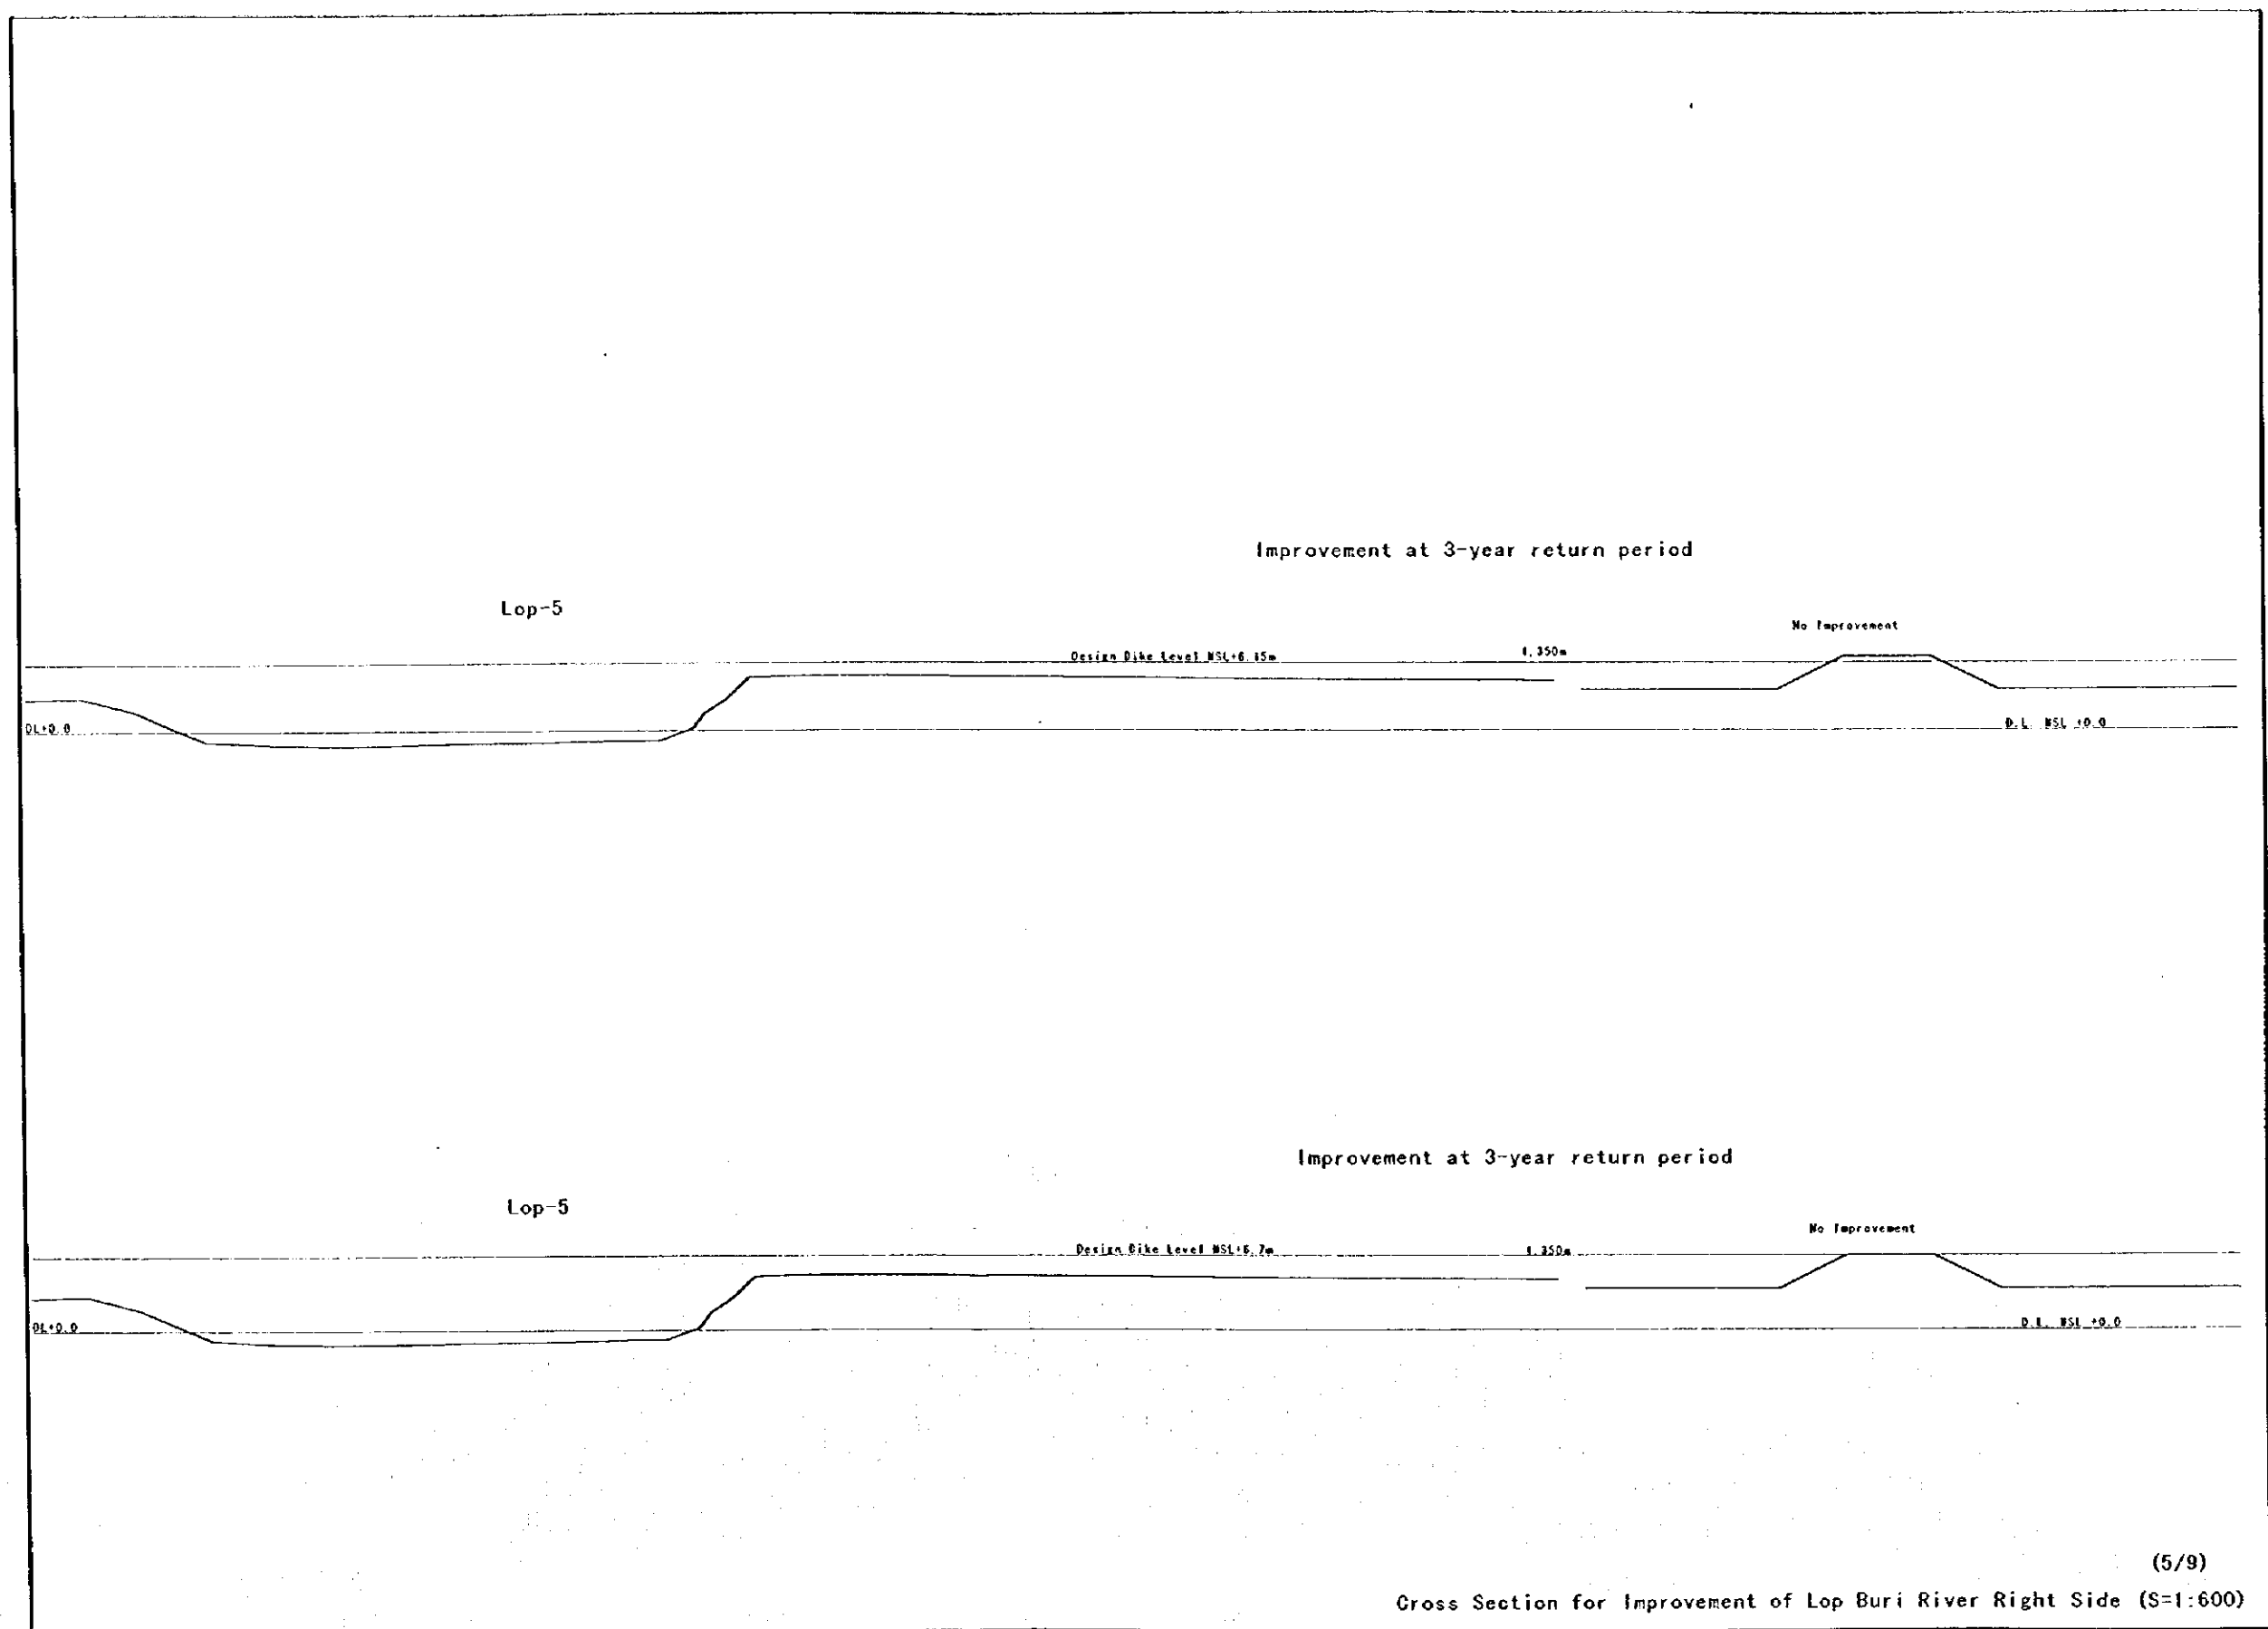 Improvement at 3-year return period
Lop-5
No Improvement
Design Dike Level MSL+6.15m
1,350m
DL+0.0
D.L. MSL +0.0
Improvement at 3-year return period
Lop-5
No Improvement
Design Dike Level MSL+6.7m
1,350m
DL+0.0
D.L. MSL +0.0
(5/9)
Cross Section for Improvement of Lop Buri River Right Side (S=1:600)